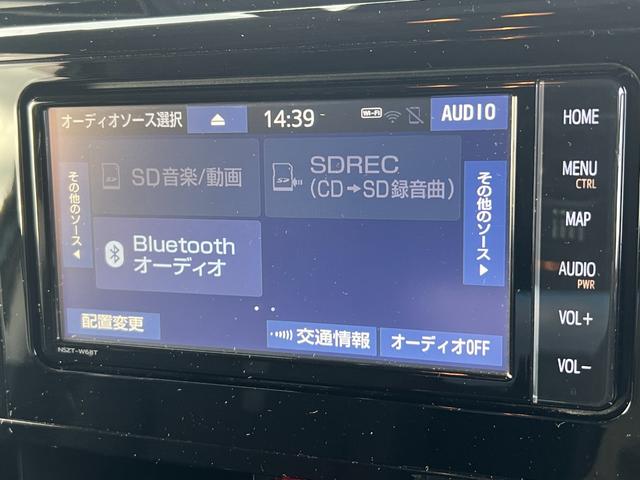 オーディオソース選択
14:39
Wi-Fi
AUDIO
その他のソース
SD音楽/動画
SD
SDREC
(CD→SD録音曲)
SD
その他のソース
Bluetooth
オーディオ
配置変更
交通情報
オーディオOFF
NSZT-W68T
HOME
MENU
CTRL
MAP
AUDIO
PWR
VOL+
VOL-